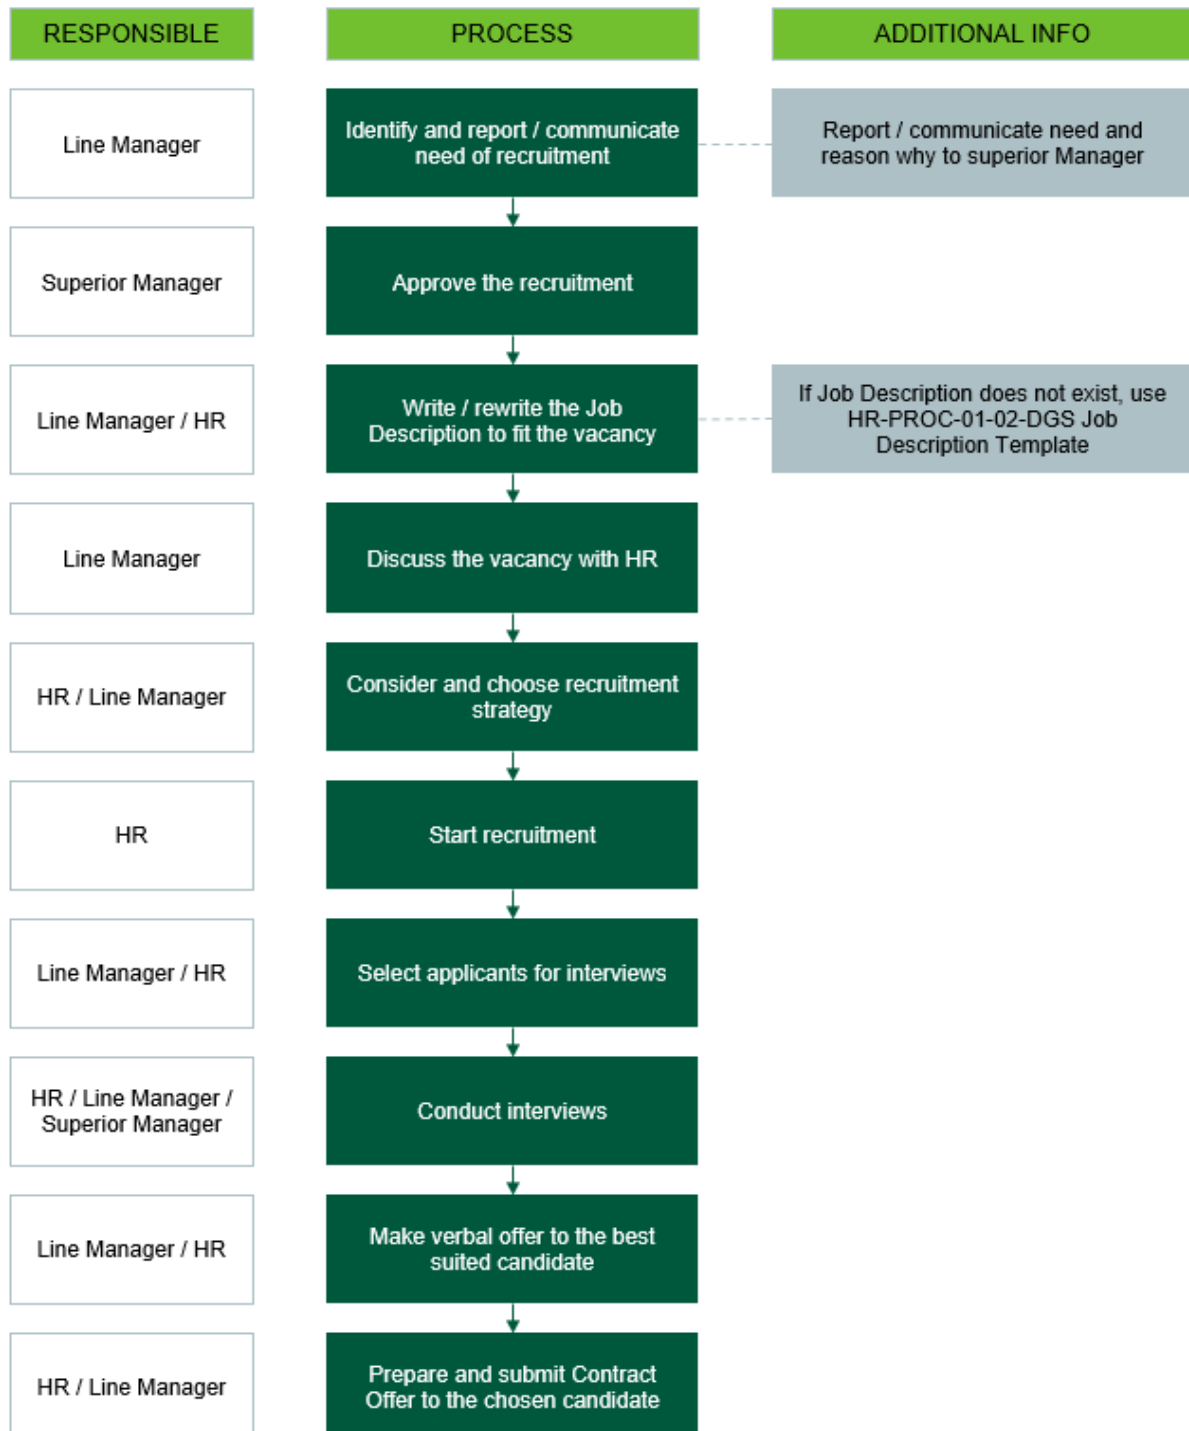 RESPONSIBLE
PROCESS
ADDITIONAL INFO
Line Manager
Identify and report / communicate
need of recruitment
Report / communicate need and
reason why to superior Manager
Superior Manager
Approve the recruitment
Line Manager / HR
Write / rewrite the Job
Description to fit the vacancy
If Job Description does not exist, use
HR-PROC-01-02-DGS Job
Description Template
Line Manager
Discuss the vacancy with HR
HR / Line Manager
Consider and choose recruitment
strategy
HR
Start recruitment
Line Manager / HR
Select applicants for interviews
HR / Line Manager /
Superior Manager
Conduct interviews
Line Manager / HR
Make verbal offer to the best
suited candidate
HR / Line Manager
Prepare and submit Contract
Offer to the chosen candidate